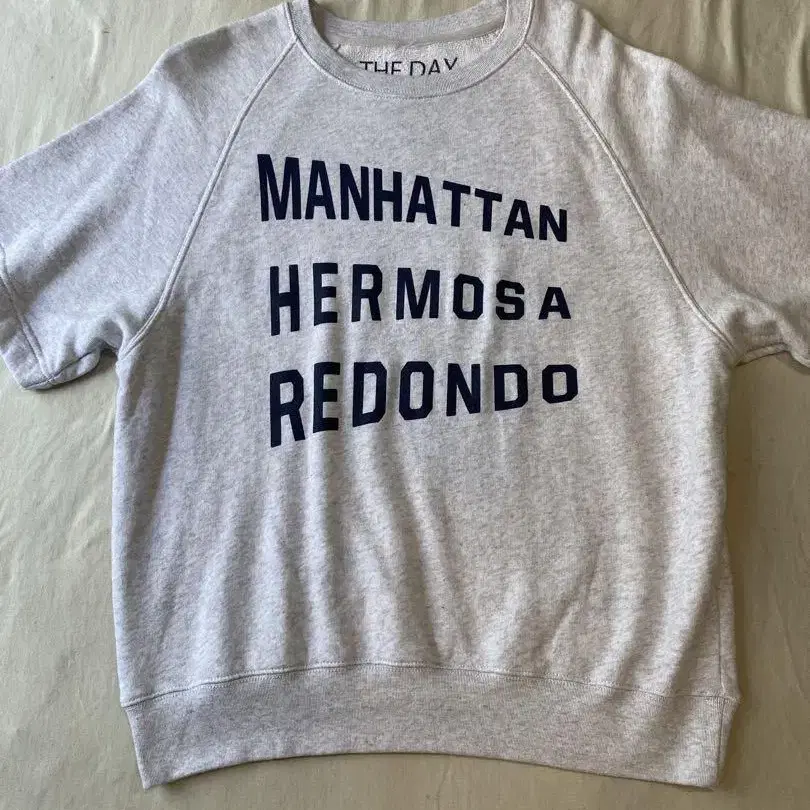 THE DAY
MANHATTAN
HERMOSA
REDONDO